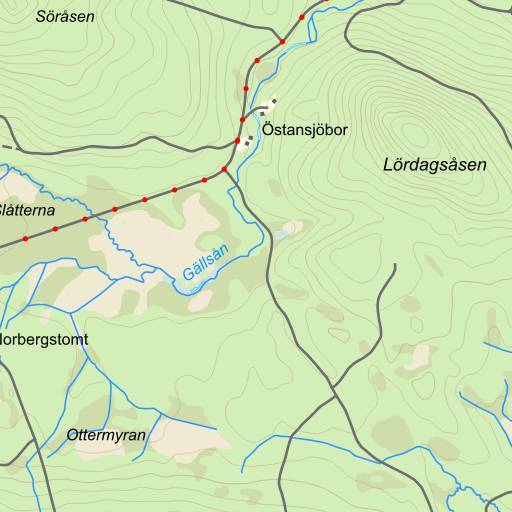 Söråsen
Östansjöbor
Lördagsåsen
Slåtterna
Gällsån
Norbergstomt
Ottermyran